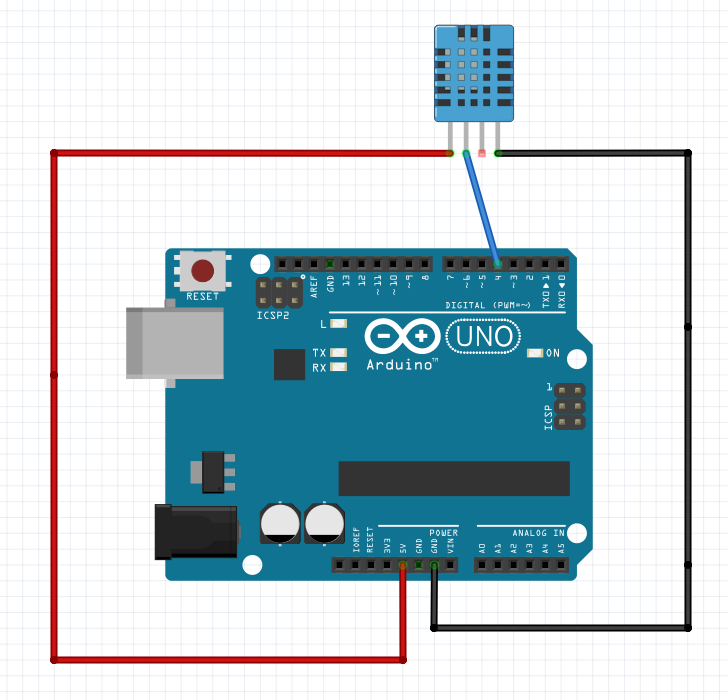 RESET
ICSP2
AREF
GND
13
12
~11
~10
~9
8
7
~6
~5
4
~3
2
TX0▶1
RX0◀0
DIGITAL (PWM=~)
L
TX
RX
UNO
Arduino™
ON
1
ICSP
POWER
ANALOG IN
IOREF
RESET
3V3
5V
GND
GND
VIN
A0
A1
A2
A3
A4
A5